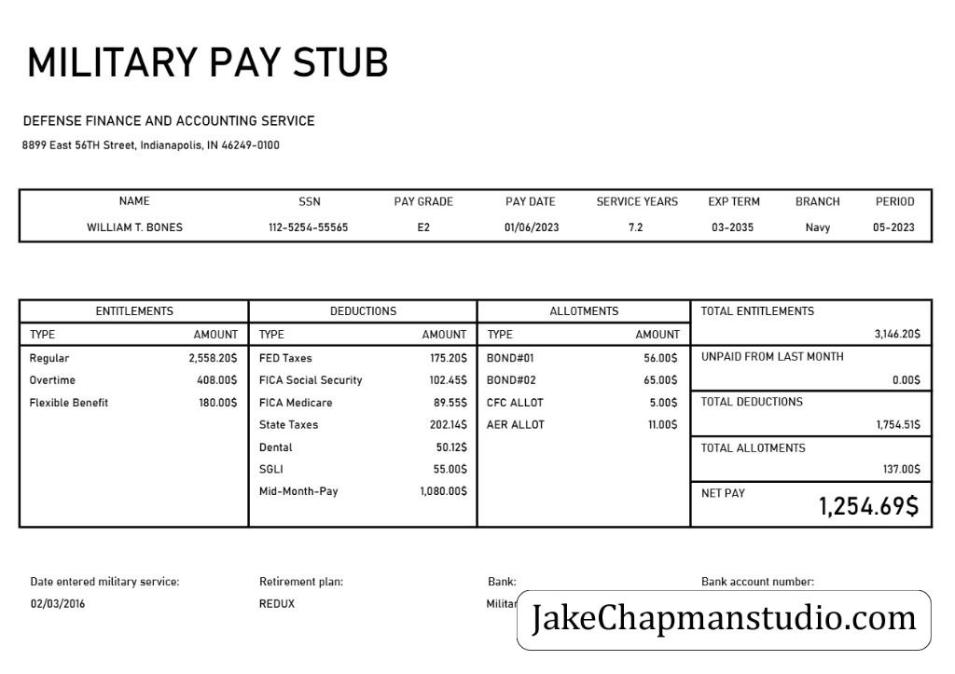 MILITARY PAY STUB
DEFENSE FINANCE AND ACCOUNTING SERVICE
8899 East 56TH Street, Indianapolis, IN 46249-0100
NAME SSN PAY GRADE PAY DATE SERVICE YEARS EXP TERM BRANCH PERIOD
WILLIAM T. BONES 112-5254-55565 E2 01/06/2023 7.2 03-2035 Navy 05-2023
ENTITLEMENTS DEDUCTIONS ALLOTMENTS TOTAL ENTITLEMENTS
TYPE AMOUNT TYPE AMOUNT TYPE AMOUNT 3,146.20$
Regular 2,558.20$ FED Taxes 175.20$ BOND#01 56.00$ UNPAID FROM LAST MONTH
Overtime 408.00$ FICA Social Security 102.45$ BOND#02 65.00$ 0.00$
Flexible Benefit 180.00$ FICA Medicare 89.55$ CFC ALLOT 5.00$ TOTAL DEDUCTIONS
State Taxes 202.14$ AER ALLOT 11.00$ 1,754.51$
Dental 50.12$ TOTAL ALLOTMENTS
SGLI 55.00$ 137.00$
Mid-Month-Pay 1,080.00$ NET PAY
1,254.69$
Date entered military service: Retirement plan: Bank: Bank account number:
02/03/2016 REDUX Militar
JakeChapmanstudio.com